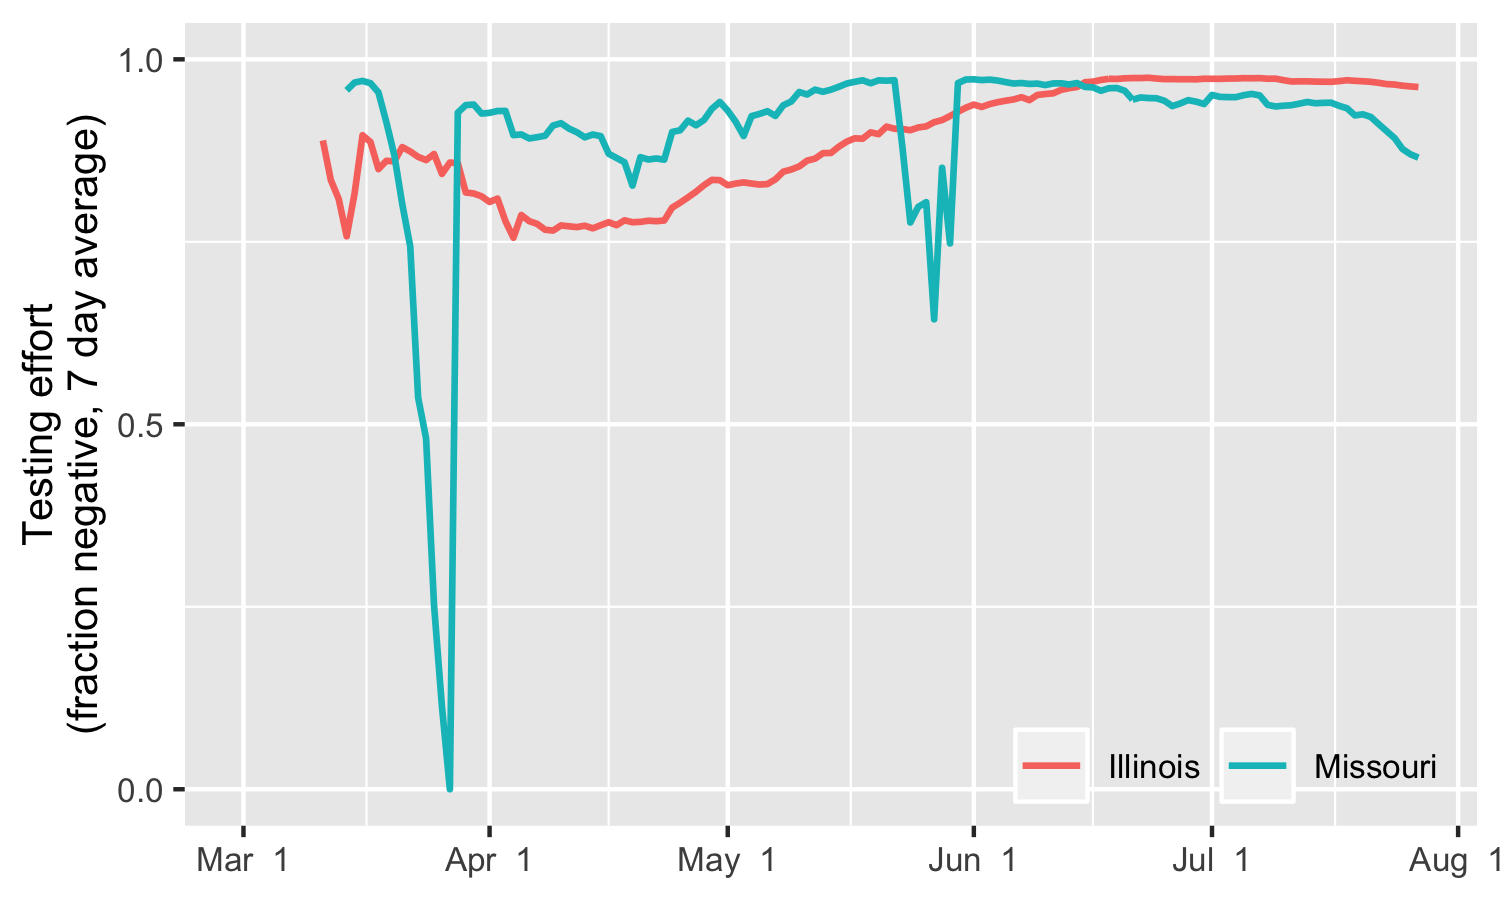 Testing effort
(fraction negative, 7 day average)
1.0
0.5
0.0
Mar 1
Apr 1
May 1
Jun 1
Jul 1
Aug 1
Illinois
Missouri